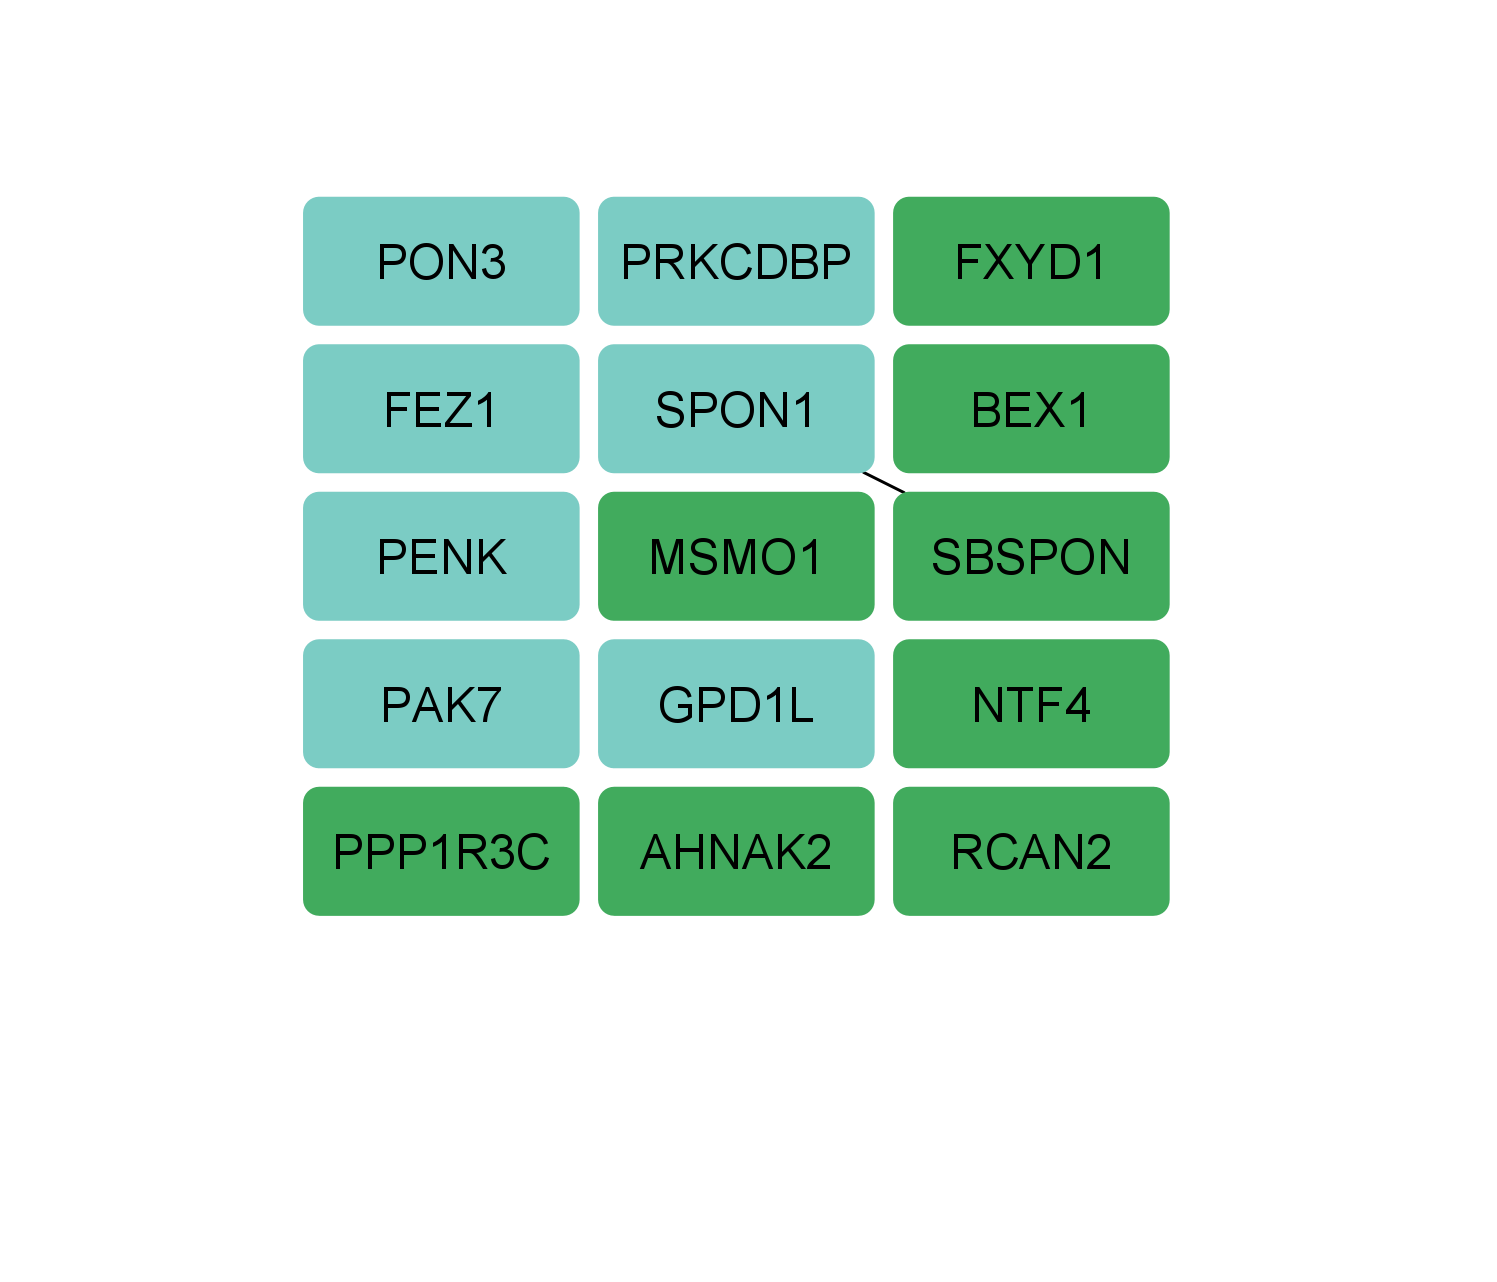 PON3 PRKCDBP FXYD1
FEZ1 SPON1 BEX1
PENK MSMO1 SBSPON
PAK7 GPD1L NTF4
PPP1R3C AHNAK2 RCAN2